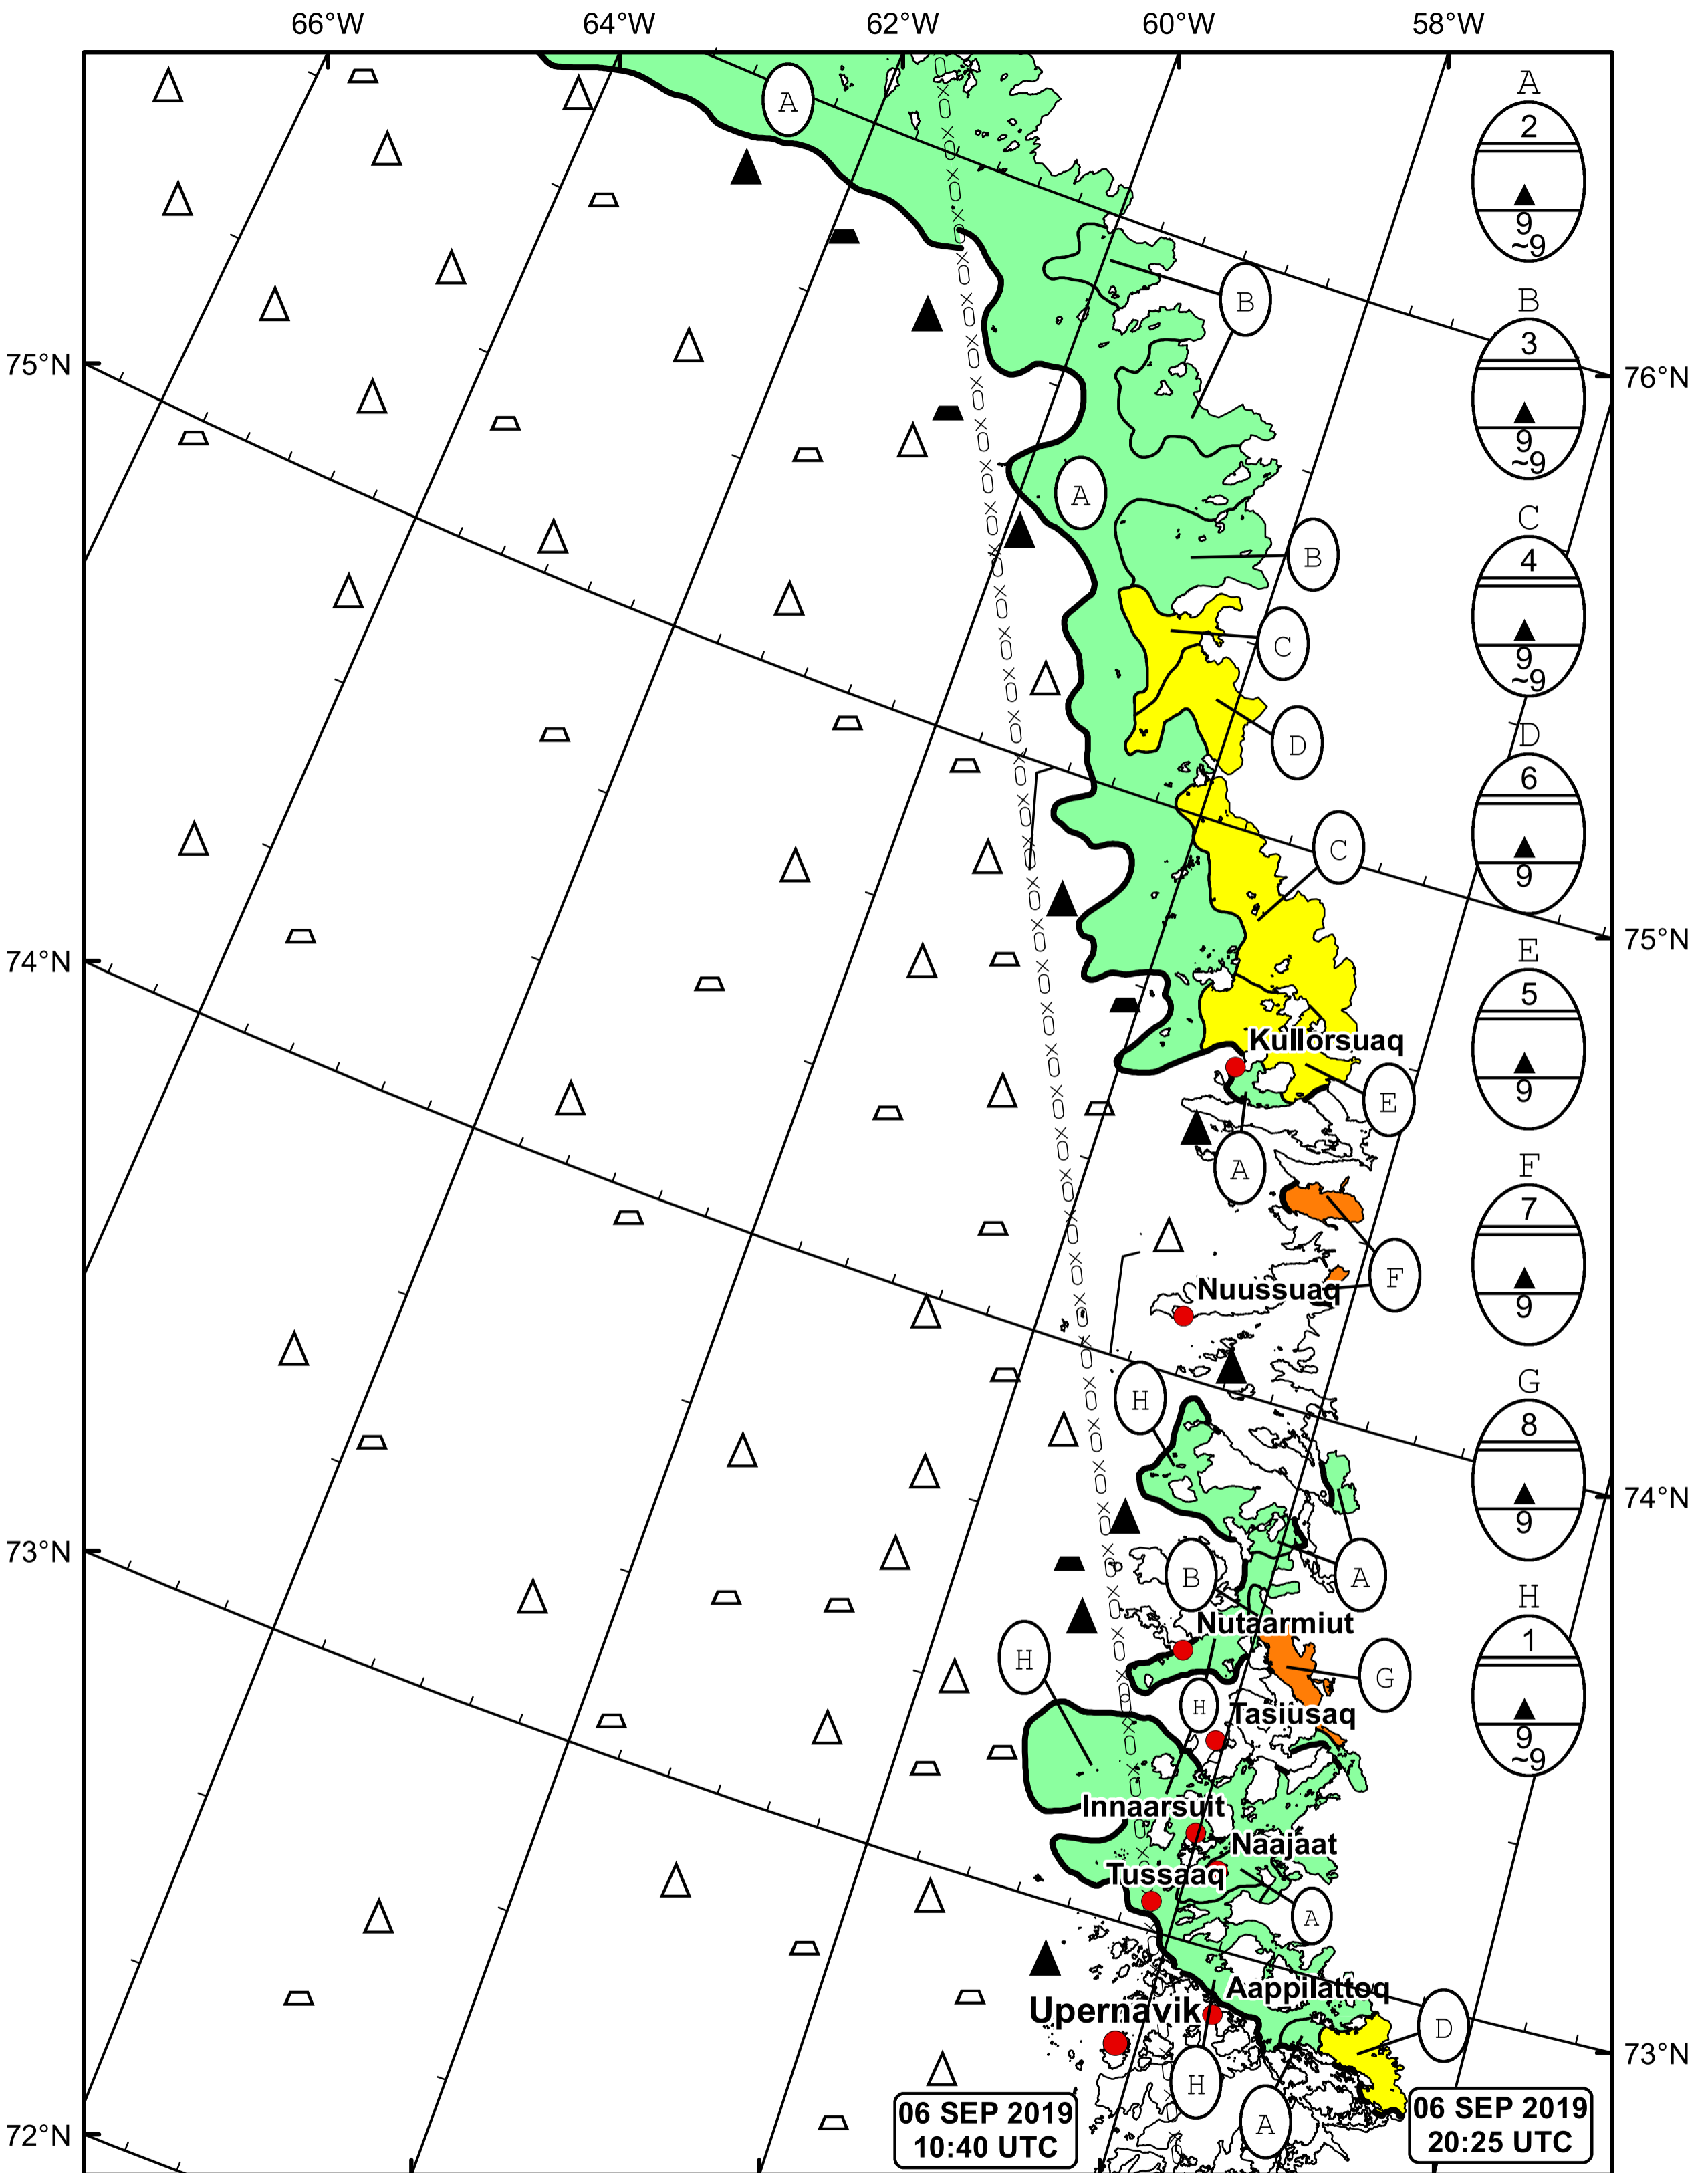 66°W
64°W
62°W
60°W
58°W
A
2
9
~9
A
B
3
9
~9
B
75°N
76°N
A
C
4
9
~9
B
C
D
D
6
9
C
E
5
9
74°N
75°N
Kullorsuaq
E
A
F
7
9
F
Nuussuaq
G
8
9
H
74°N
73°N
B
A
H
1
9
~9
Nutaarmiut
H
G
H
Tasiusaq
Innaarsuit
Naajaat
Tussaaq
A
Aappilattoq
Upernavik
D
73°N
H
A
06 SEP 2019
10:40 UTC
06 SEP 2019
20:25 UTC
72°N